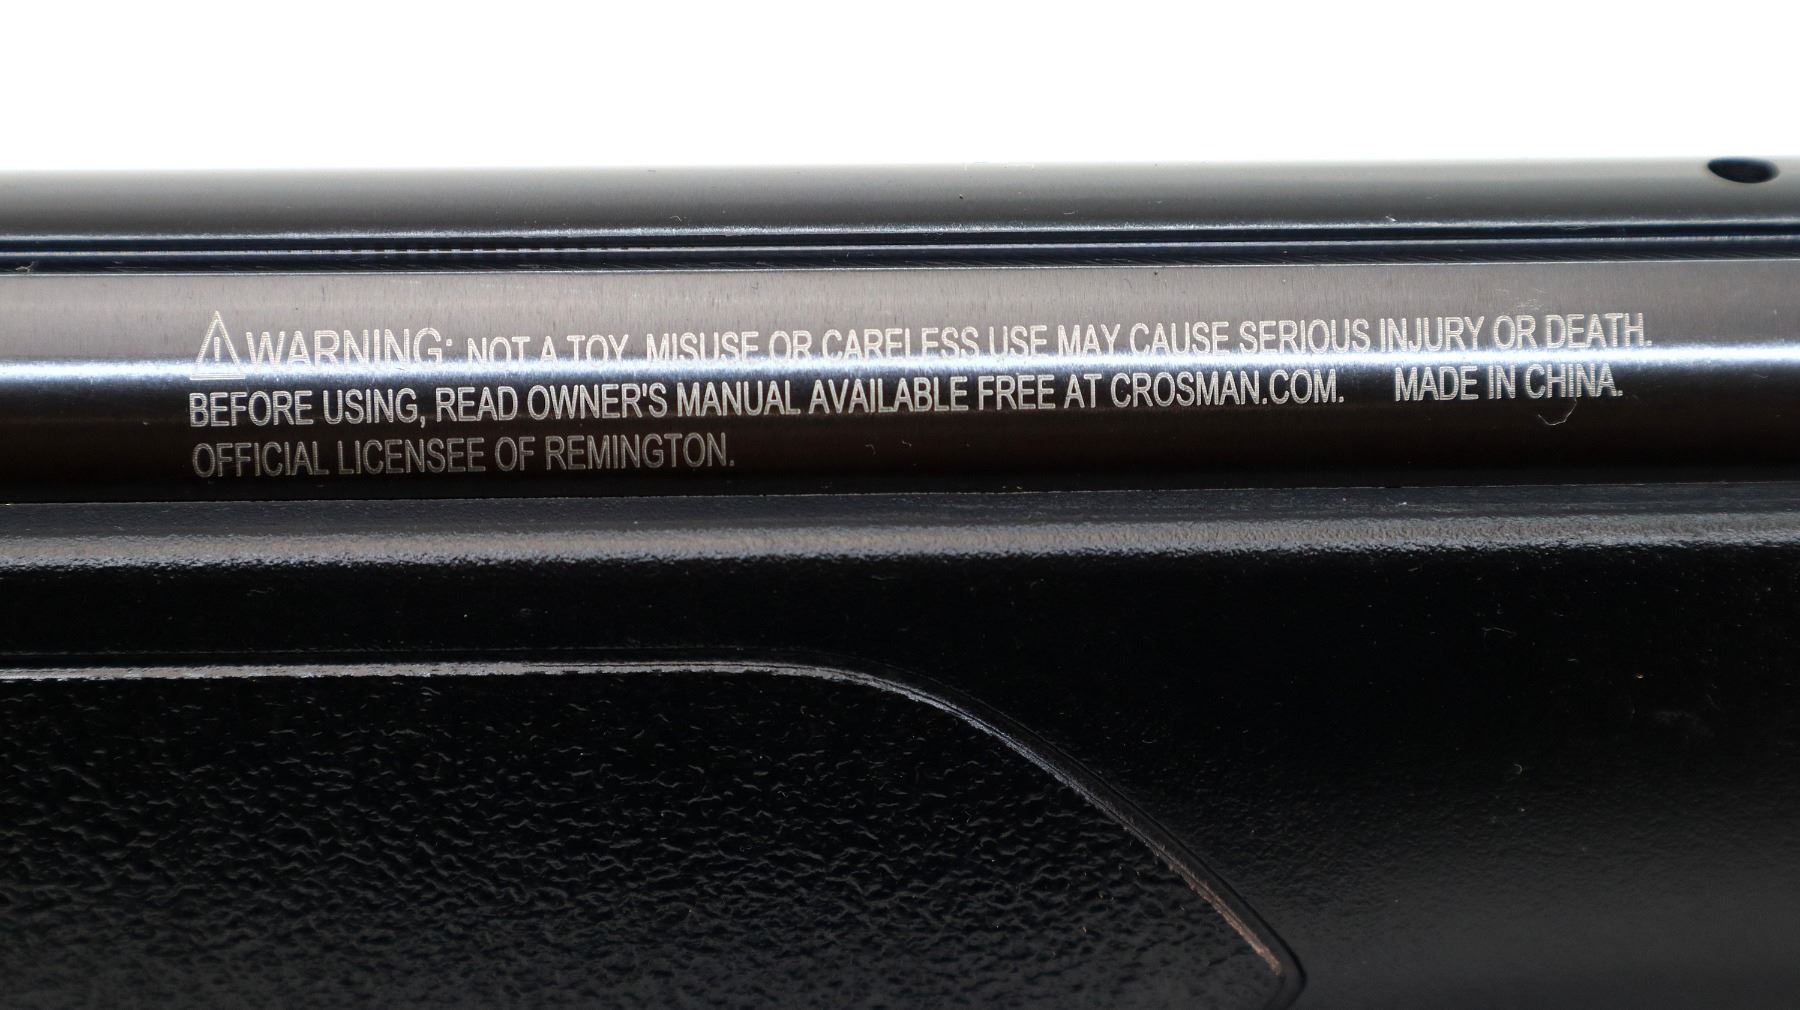 ⚠WARNING: NOT A TOY. MISUSE OR CARELESS USE MAY CAUSE SERIOUS INJURY OR DEATH.
BEFORE USING, READ OWNER'S MANUAL AVAILABLE FREE AT CROSMAN.COM. MADE IN CHINA.
OFFICIAL LICENSEE OF REMINGTON.